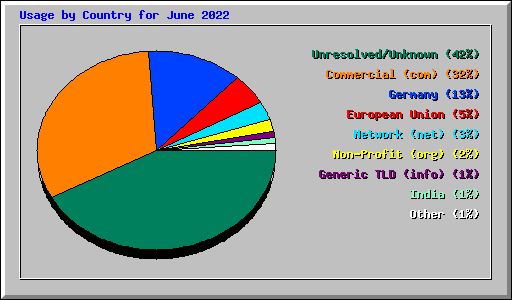 Usage by Country for June 2022
Unresolved/Unknown (42%)
Commercial (com) (32%)
Germany (13%)
European Union (5%)
Network (net) (3%)
Non-Profit (org) (2%)
Generic TLD (info) (1%)
India (1%)
Other (1%)